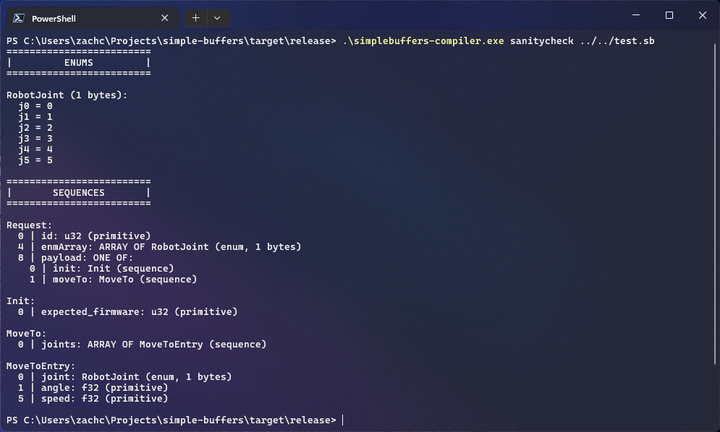 PowerShell
PS C:\Users\zachc\Projects\simple-buffers\target\release> .\simplebuffers-compiler.exe sanitycheck ../../test.sb
=========================
|         ENUMS         |
=========================
RobotJoint (1 bytes):
  j0 = 0
  j1 = 1
  j2 = 2
  j3 = 3
  j4 = 4
  j5 = 5
=========================
|       SEQUENCES       |
=========================
Request:
  0 | id: u32 (primitive)
  4 | enmArray: ARRAY OF RobotJoint (enum, 1 bytes)
  8 | payload: ONE OF:
    0 | init: Init (sequence)
    1 | moveTo: MoveTo (sequence)
Init:
  0 | expected_firmware: u32 (primitive)
MoveTo:
  0 | joints: ARRAY OF MoveToEntry (sequence)
MoveToEntry:
  0 | joint: RobotJoint (enum, 1 bytes)
  1 | angle: f32 (primitive)
  5 | speed: f32 (primitive)
PS C:\Users\zachc\Projects\simple-buffers\target\release>